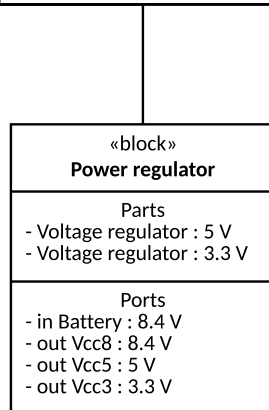 «block»
Power regulator
Parts
- Voltage regulator : 5 V
- Voltage regulator : 3.3 V
Ports
- in Battery : 8.4 V
- out Vcc8 : 8.4 V
- out Vcc5 : 5 V
- out Vcc3 : 3.3 V